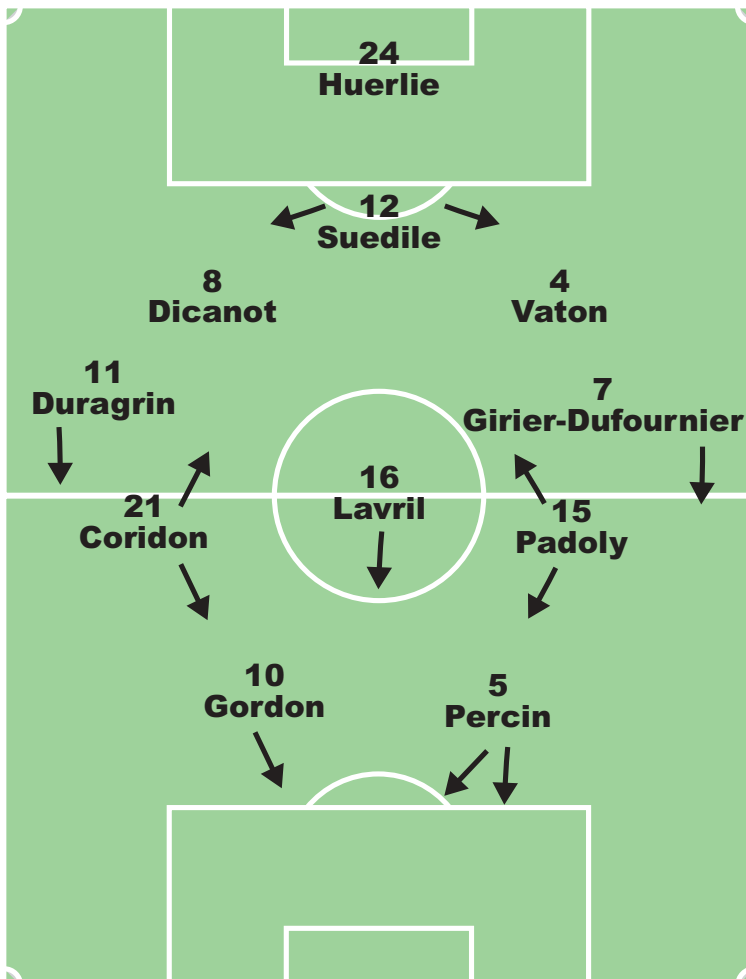 24
Huerlie
12
Suedile
8
Dicanot
4
Vaton
11
Duragrin
7
Girier-Dufournier
16
Lavril
21
Coridon
15
Padoly
10
Gordon
5
Percin